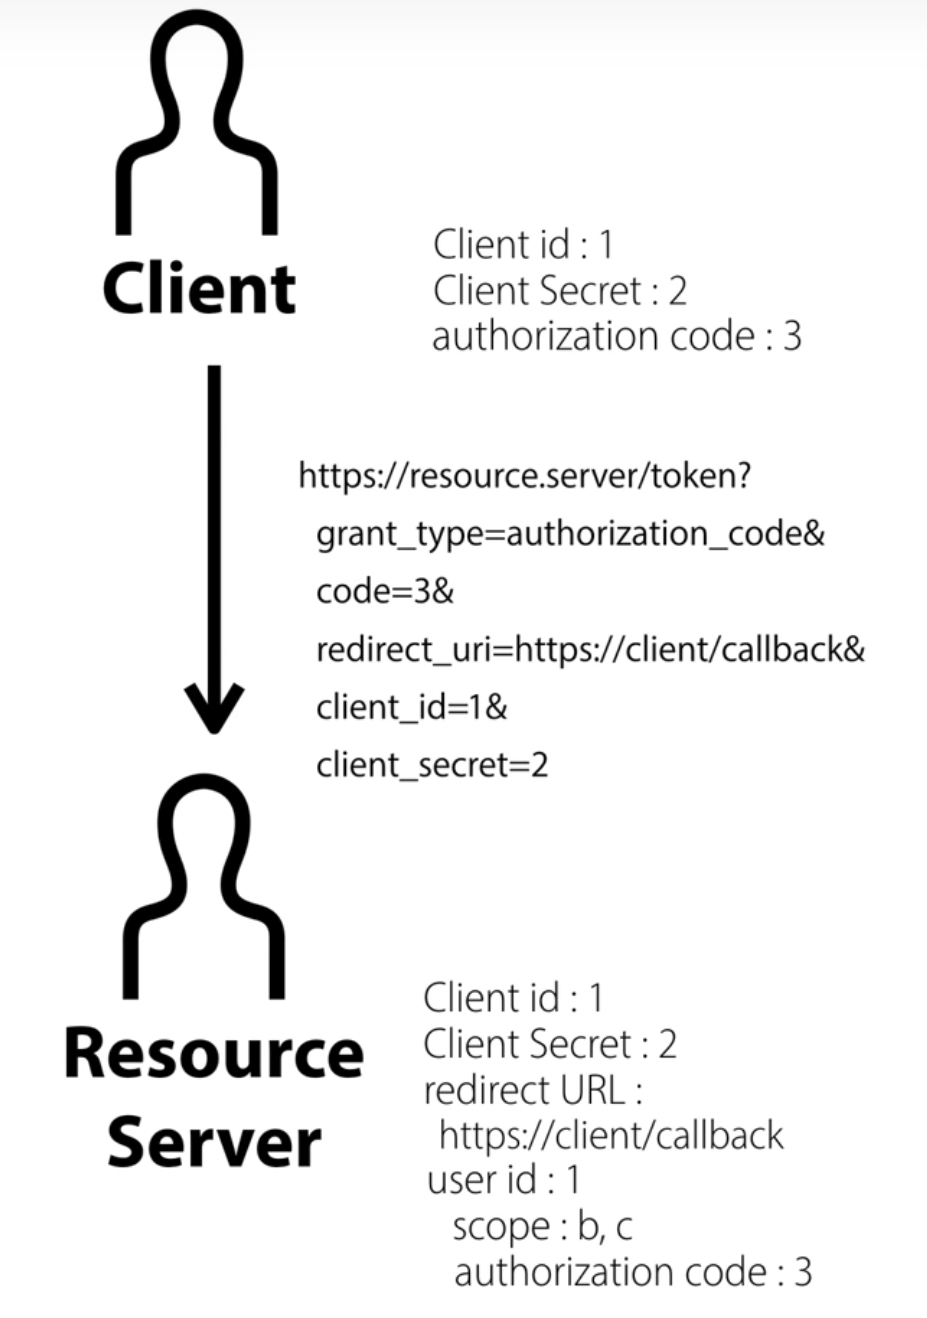 Client
Client id : 1
Client Secret : 2
authorization code : 3
https://resource.server/token?
grant_type=authorization_code&
code=3&
redirect_uri=https://client/callback&
client_id=1&
client_secret=2
Resource
Server
Client id : 1
Client Secret : 2
redirect URL :
https://client/callback
user id : 1
scope : b, c
authorization code : 3